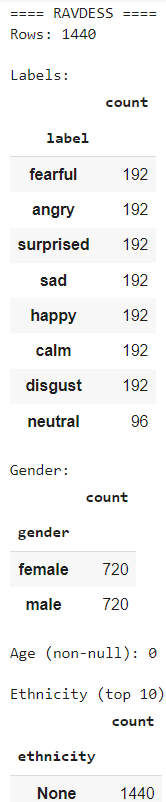 ==== RAVDESS ====
Rows: 1440
Labels:
count
label
fearful 192
angry 192
surprised 192
sad 192
happy 192
calm 192
disgust 192
neutral 96
Gender:
count
gender
female 720
male 720
Age (non-null): 0
Ethnicity (top 10)
count
ethnicity
None 1440